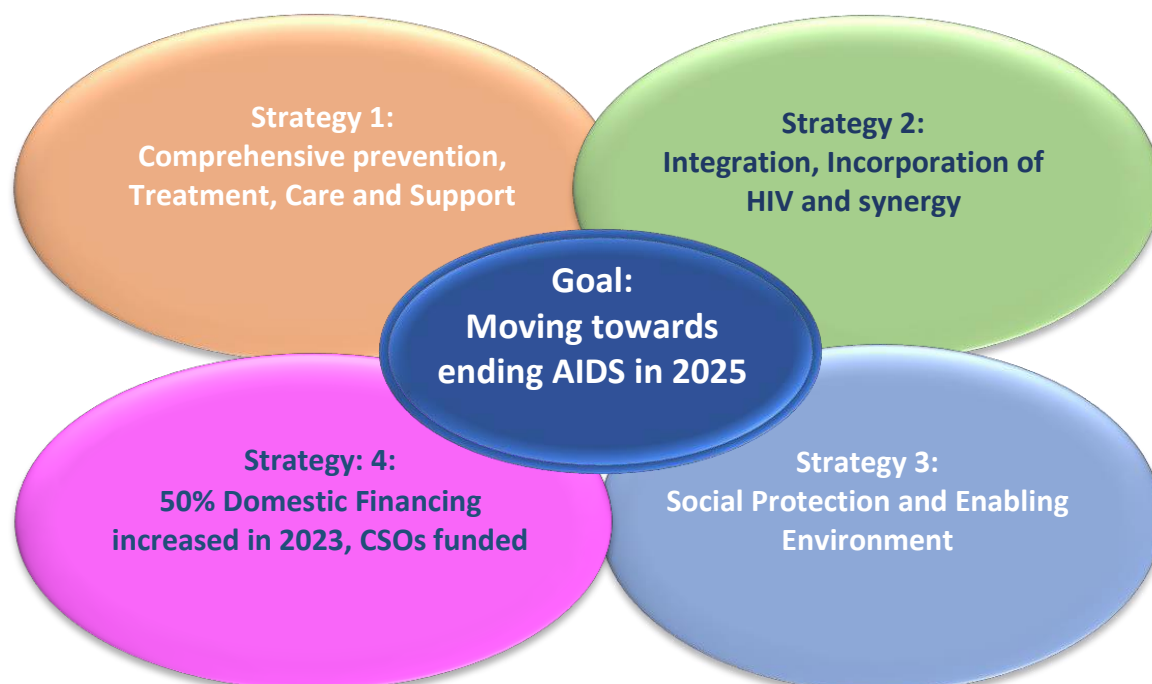 Strategy 1:
Comprehensive prevention,
Treatment, Care and Support
Strategy 2:
Integration, Incorporation of
HIV and synergy
Goal:
Moving towards
ending AIDS in 2025
Strategy: 4:
50% Domestic Financing
increased in 2023, CSOs funded
Strategy 3:
Social Protection and Enabling
Environment